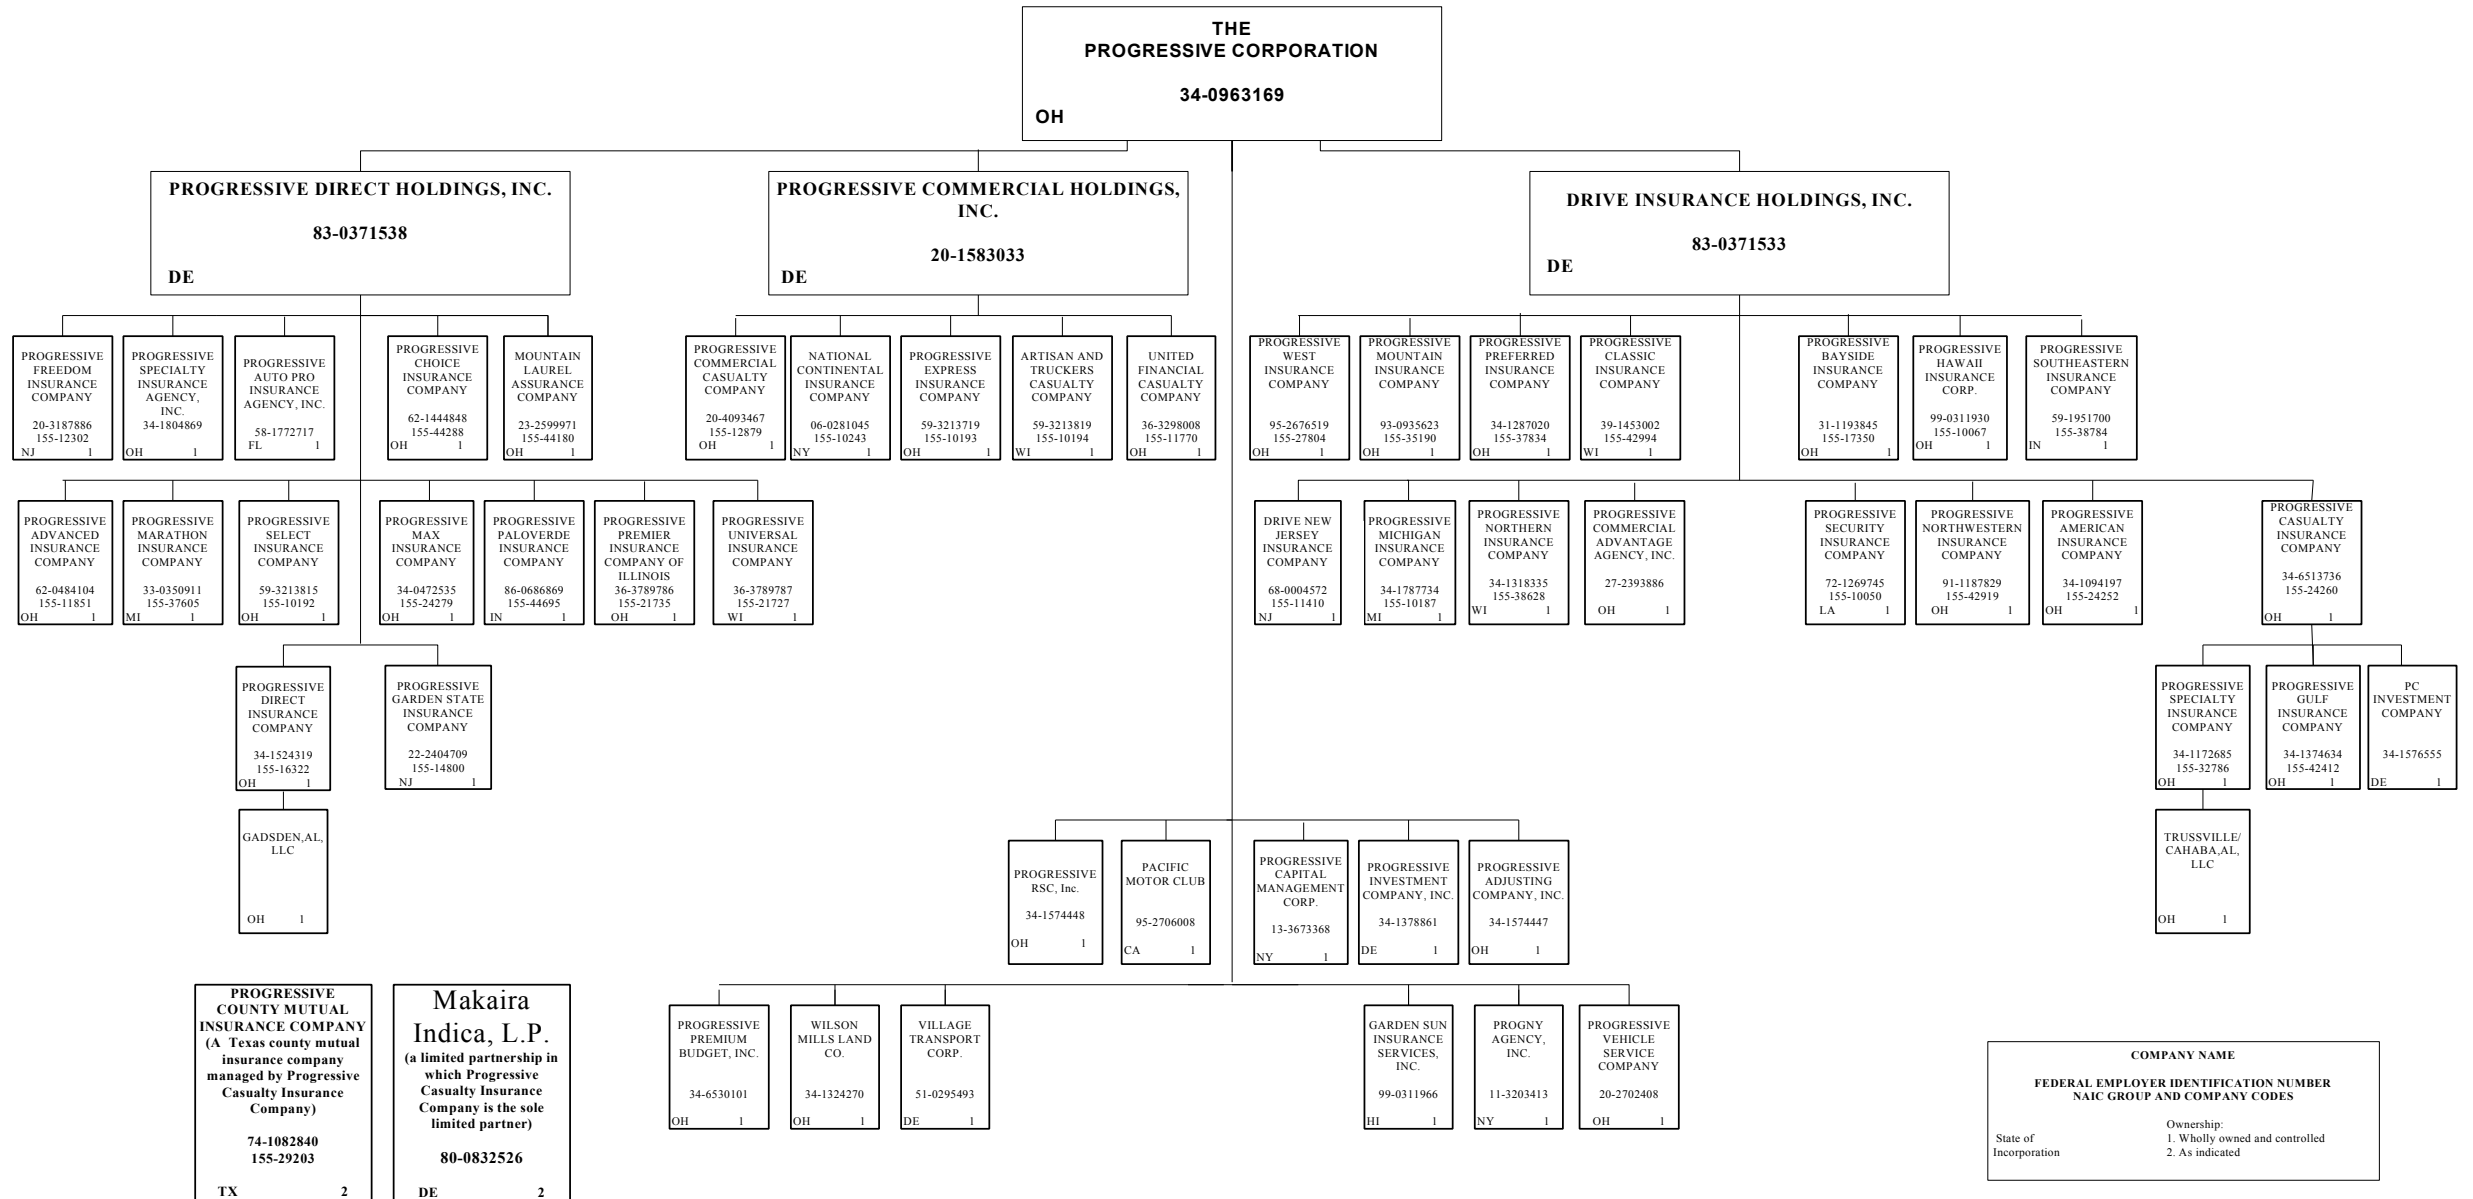 THE
PROGRESSIVE CORPORATION
34-0963169
OH
PROGRESSIVE DIRECT HOLDINGS, INC.
83-0371538
DE
PROGRESSIVE COMMERCIAL HOLDINGS,
INC.
20-1583033
DE
DRIVE INSURANCE HOLDINGS, INC.
83-0371533
DE
PROGRESSIVE
FREEDOM
INSURANCE
COMPANY
20-3187886
155-12302
NJ 1
PROGRESSIVE
SPECIALTY
INSURANCE
AGENCY,
INC.
34-1804869
OH 1
PROGRESSIVE
AUTO PRO
INSURANCE
AGENCY, INC.
58-1772717
FL 1
PROGRESSIVE
CHOICE
INSURANCE
COMPANY
62-1444848
155-44288
OH 1
MOUNTAIN
LAUREL
ASSURANCE
COMPANY
23-2599971
155-44180
OH 1
PROGRESSIVE
COMMERCIAL
CASUALTY
COMPANY
20-4093467
155-12879
OH 1
NATIONAL
CONTINENTAL
INSURANCE
COMPANY
06-0281045
155-10243
NY 1
PROGRESSIVE
EXPRESS
INSURANCE
COMPANY
59-3213719
155-10193
OH 1
ARTISAN AND
TRUCKERS
CASUALTY
COMPANY
59-3213819
155-10194
WI 1
UNITED
FINANCIAL
CASUALTY
COMPANY
36-3298008
155-11770
OH 1
PROGRESSIVE
WEST
INSURANCE
COMPANY
95-2676519
155-27804
OH 1
PROGRESSIVE
MOUNTAIN
INSURANCE
COMPANY
93-0935623
155-35190
OH 1
PROGRESSIVE
PREFERRED
INSURANCE
COMPANY
34-1287020
155-37834
OH 1
PROGRESSIVE
CLASSIC
INSURANCE
COMPANY
39-1453002
155-42994
WI 1
PROGRESSIVE
BAYSIDE
INSURANCE
COMPANY
31-1193845
155-17350
OH 1
PROGRESSIVE
HAWAII
INSURANCE
CORP.
99-0311930
155-10067
OH 1
PROGRESSIVE
SOUTHEASTERN
INSURANCE
COMPANY
59-1951700
155-38784
IN 1
PROGRESSIVE
ADVANCED
INSURANCE
COMPANY
62-0484104
155-11851
OH 1
PROGRESSIVE
MARATHON
INSURANCE
COMPANY
33-0350911
155-37605
MI 1
PROGRESSIVE
SELECT
INSURANCE
COMPANY
59-3213815
155-10192
OH 1
PROGRESSIVE
MAX
INSURANCE
COMPANY
34-0472535
155-24279
OH 1
PROGRESSIVE
PALOVERDE
INSURANCE
COMPANY
86-0686869
155-44695
IN 1
PROGRESSIVE
PREMIER
INSURANCE
COMPANY OF
ILLINOIS
36-3789786
155-21735
OH 1
PROGRESSIVE
UNIVERSAL
INSURANCE
COMPANY
36-3789787
155-21727
WI 1
DRIVE NEW
JERSEY
INSURANCE
COMPANY
68-0004572
155-11410
NJ 1
PROGRESSIVE
MICHIGAN
INSURANCE
COMPANY
34-1787734
155-10187
MI 1
PROGRESSIVE
NORTHERN
INSURANCE
COMPANY
34-1318335
155-38628
WI 1
PROGRESSIVE
COMMERCIAL
ADVANTAGE
AGENCY, INC.
27-2393886
OH 1
PROGRESSIVE
SECURITY
INSURANCE
COMPANY
72-1269745
155-10050
LA 1
PROGRESSIVE
NORTHWESTERN
INSURANCE
COMPANY
91-1187829
155-42919
OH 1
PROGRESSIVE
AMERICAN
INSURANCE
COMPANY
34-1094197
155-24252
OH 1
PROGRESSIVE
CASUALTY
INSURANCE
COMPANY
34-6513736
155-24260
OH 1
PROGRESSIVE
DIRECT
INSURANCE
COMPANY
34-1524319
155-16322
OH 1
PROGRESSIVE
GARDEN STATE
INSURANCE
COMPANY
22-2404709
155-14800
NJ 1
PROGRESSIVE
SPECIALTY
INSURANCE
COMPANY
34-1172685
155-32786
OH 1
PROGRESSIVE
GULF
INSURANCE
COMPANY
34-1374634
155-42412
OH 1
PC
INVESTMENT
COMPANY
34-1576555
DE 1
GADSDEN,AL,
LLC
OH 1
TRUSSVILLE/
CAHABA,AL,
LLC
OH 1
PROGRESSIVE
RSC, Inc.
34-1574448
OH 1
PACIFIC
MOTOR CLUB
95-2706008
CA 1
PROGRESSIVE
CAPITAL
MANAGEMENT
CORP.
13-3673368
NY 1
PROGRESSIVE
INVESTMENT
COMPANY, INC.
34-1378861
DE 1
PROGRESSIVE
ADJUSTING
COMPANY, INC.
34-1574447
OH 1
PROGRESSIVE
COUNTY MUTUAL
INSURANCE COMPANY
(A Texas county mutual
insurance company
managed by Progressive
Casualty Insurance
Company)
74-1082840
155-29203
TX 2
Makaira
Indica, L.P.
(a limited partnership in
which Progressive
Casualty Insurance
Company is the sole
limited partner)
80-0832526
DE 2
PROGRESSIVE
PREMIUM
BUDGET, INC.
34-6530101
OH 1
WILSON
MILLS LAND
CO.
34-1324270
OH 1
VILLAGE
TRANSPORT
CORP.
51-0295493
DE 1
GARDEN SUN
INSURANCE
SERVICES,
INC.
99-0311966
HI 1
PROGNY
AGENCY,
INC.
11-3203413
NY 1
PROGRESSIVE
VEHICLE
SERVICE
COMPANY
20-2702408
OH 1
COMPANY NAME
FEDERAL EMPLOYER IDENTIFICATION NUMBER
NAIC GROUP AND COMPANY CODES
Ownership:
State of 1. Wholly owned and controlled
Incorporation 2. As indicated